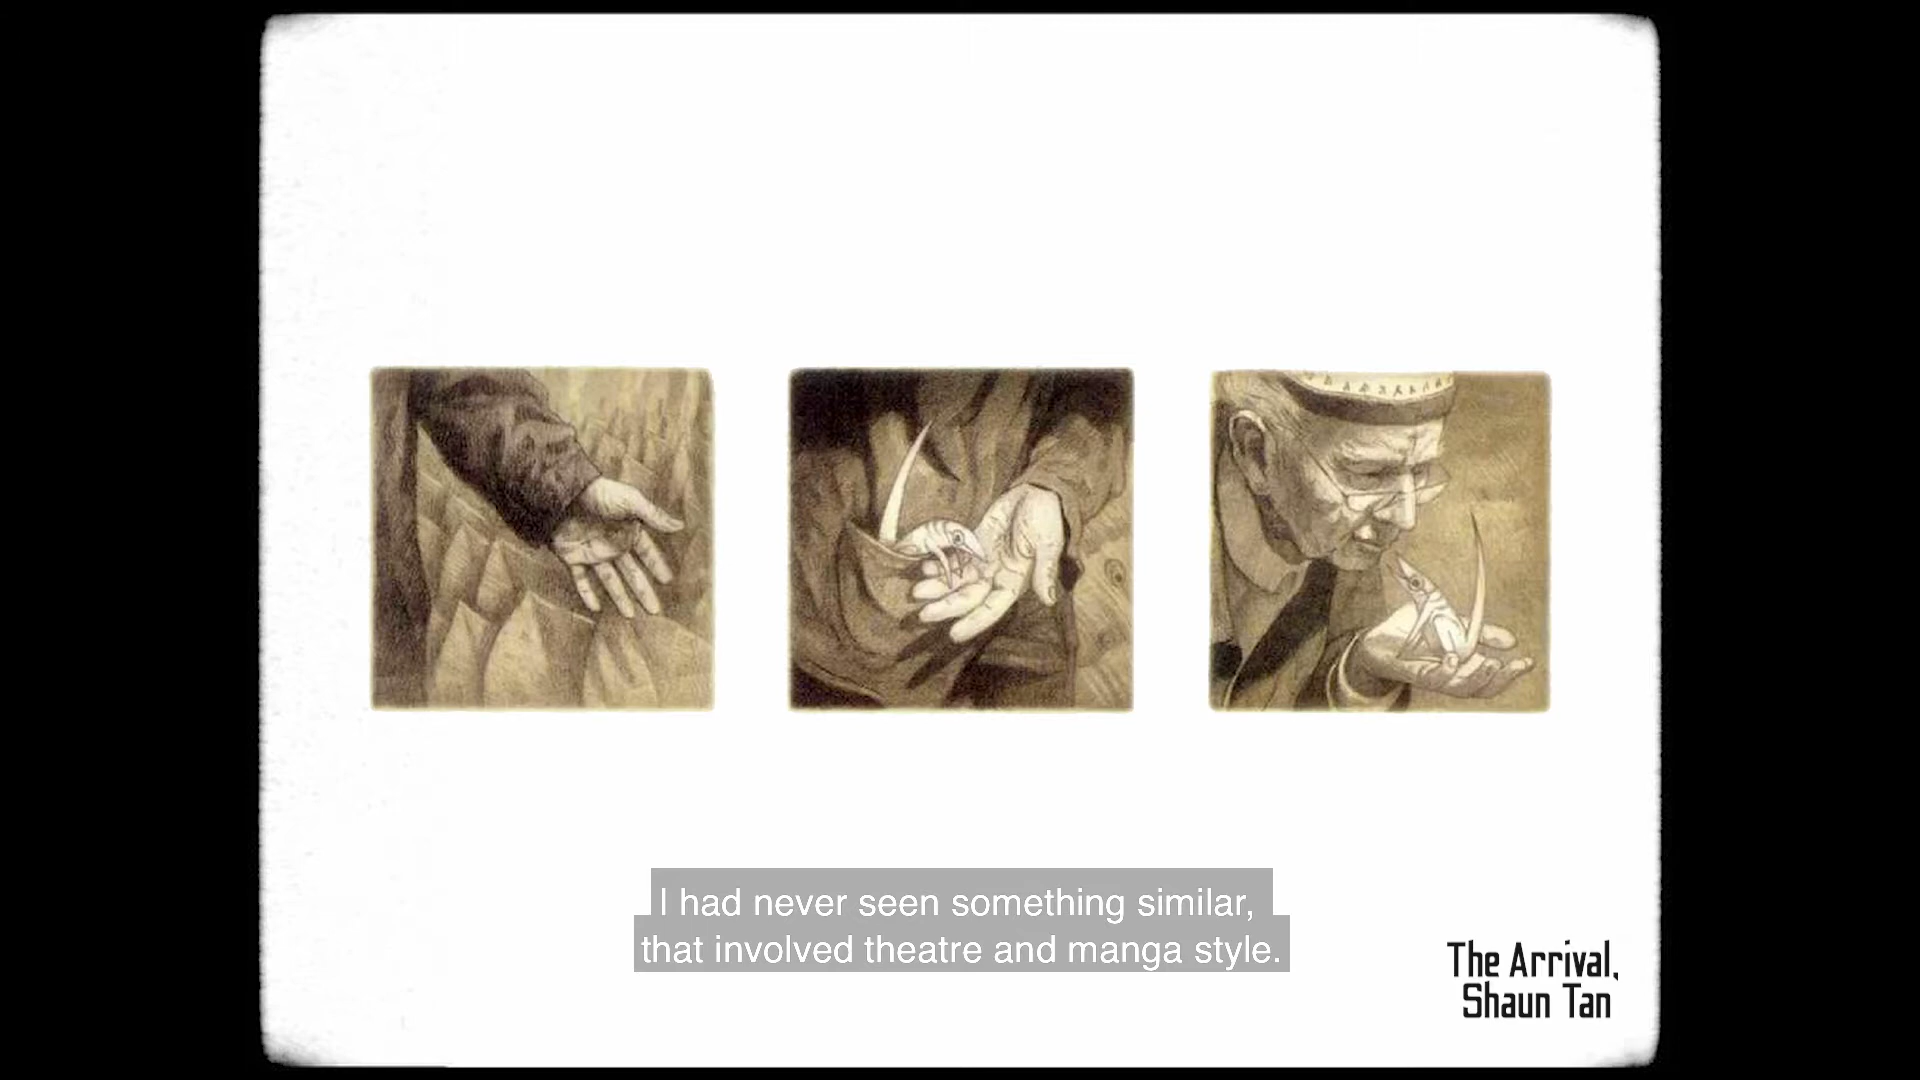 I had never seen something similar,
that involved theatre and manga style.
The Arrival,
Shaun Tan